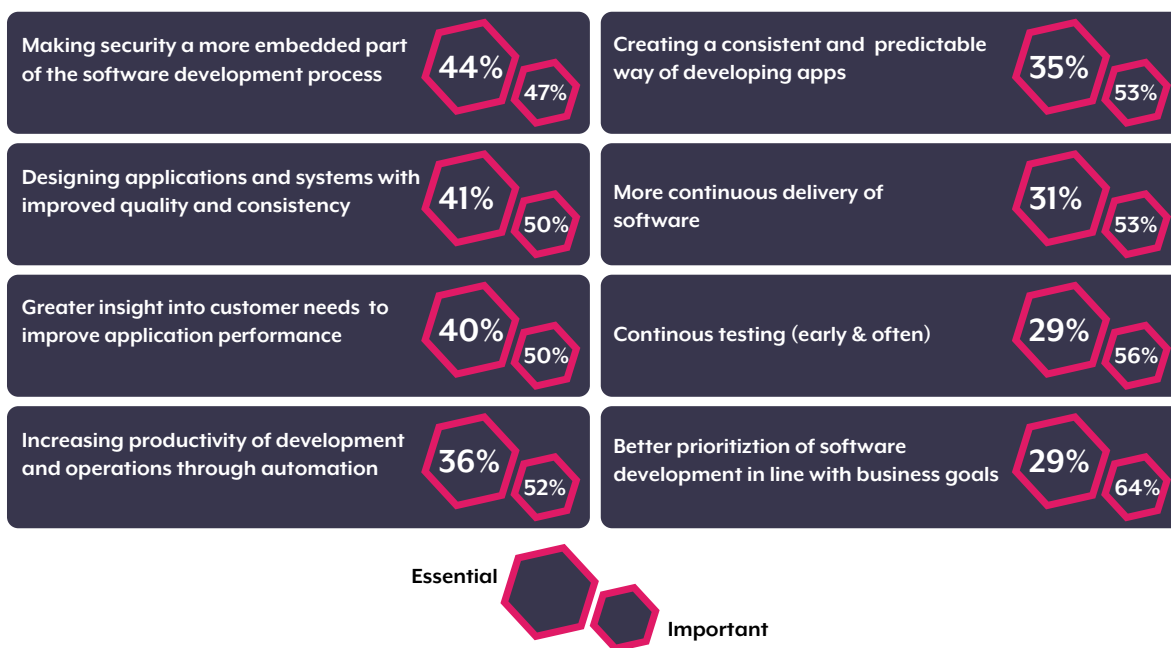 Making security a more embedded part
of the software development process
44%
47%
Creating a consistent and predictable
way of developing apps
35%
53%
Designing applications and systems with
improved quality and consistency
41%
50%
More continuous delivery of
software
31%
53%
Greater insight into customer needs to
improve application performance
40%
50%
Continous testing (early & often)
29%
56%
Increasing productivity of development
and operations through automation
36%
52%
Better prioritiztion of software
development in line with business goals
29%
64%
Essential
Important